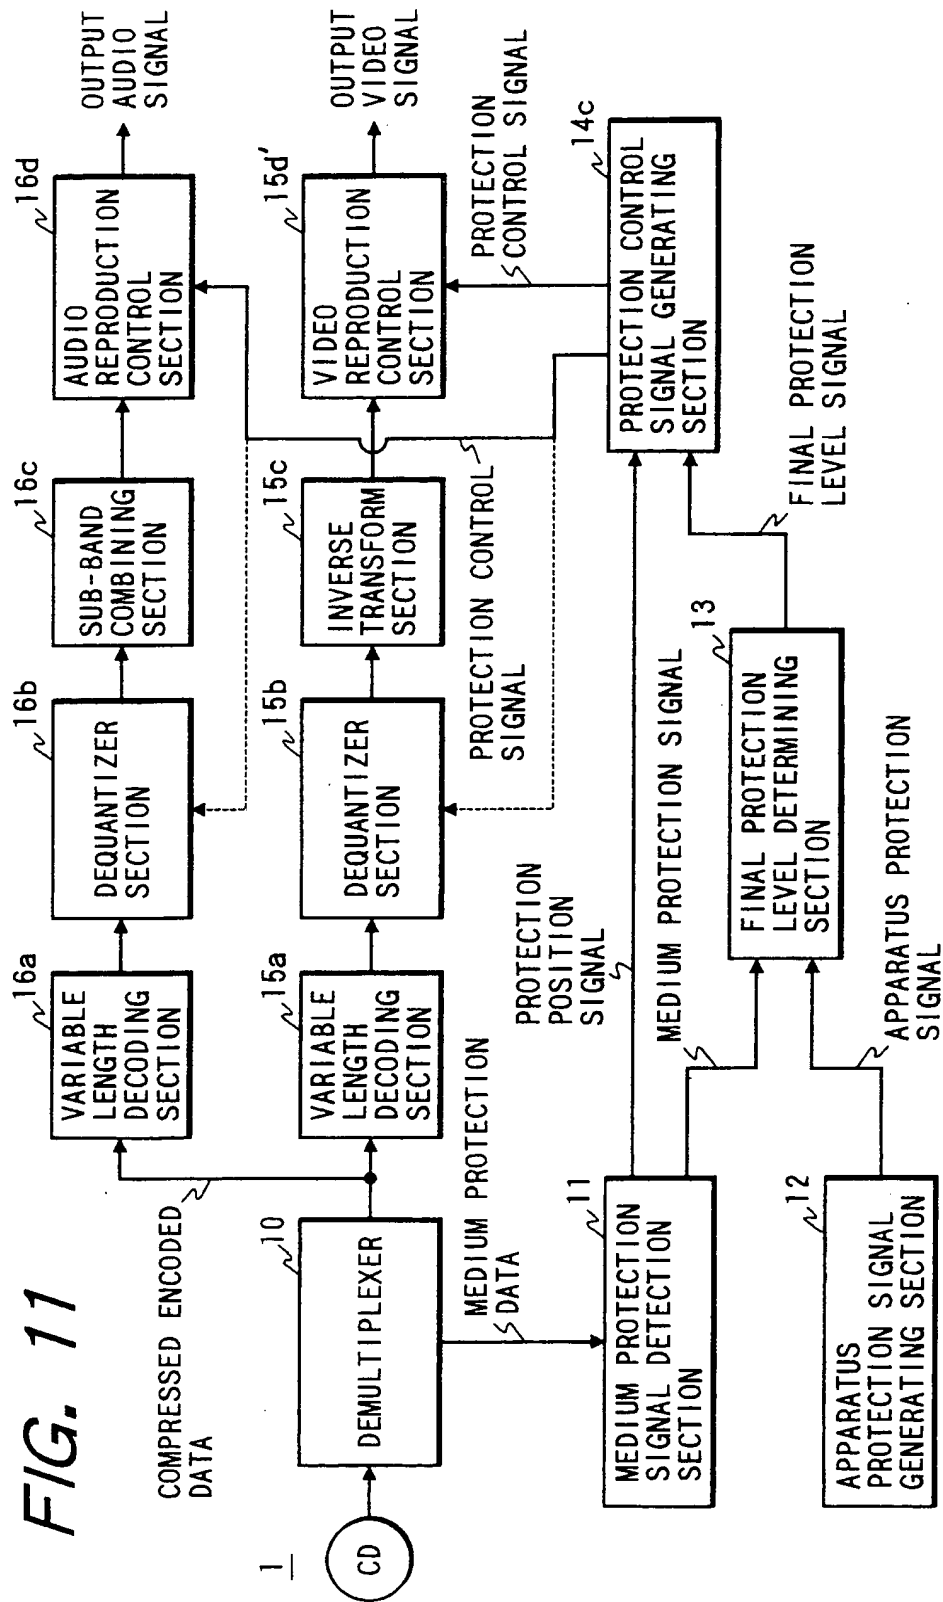 FIG. 11
1
CD
COMPRESSED ENCODED
DATA
10
DEMULTIPLEXER
MEDIUM PROTECTION
DATA
16a
VARIABLE
LENGTH
DECODING
SECTION
16b
DEQUANTIZER
SECTION
16c
SUB-BAND
COMBINING
SECTION
16d
AUDIO
REPRODUCTION
CONTROL
SECTION
OUTPUT
AUDIO
SIGNAL
15a
VARIABLE
LENGTH
DECODING
SECTION
15b
DEQUANTIZER
SECTION
15c
INVERSE
TRANSFORM
SECTION
15d'
VIDEO
REPRODUCTION
CONTROL
SECTION
OUTPUT
VIDEO
SIGNAL
PROTECTION CONTROL
SIGNAL
PROTECTION
CONTROL SIGNAL
11
MEDIUM PROTECTION
SIGNAL DETECTION
SECTION
PROTECTION
POSITION
SIGNAL
MEDIUM PROTECTION SIGNAL
14c
PROTECTION CONTROL
SIGNAL GENERATING
SECTION
12
APPARATUS
PROTECTION SIGNAL
GENERATING SECTION
APPARATUS PROTECTION
SIGNAL
13
FINAL PROTECTION
LEVEL DETERMINING
SECTION
FINAL PROTECTION
LEVEL SIGNAL